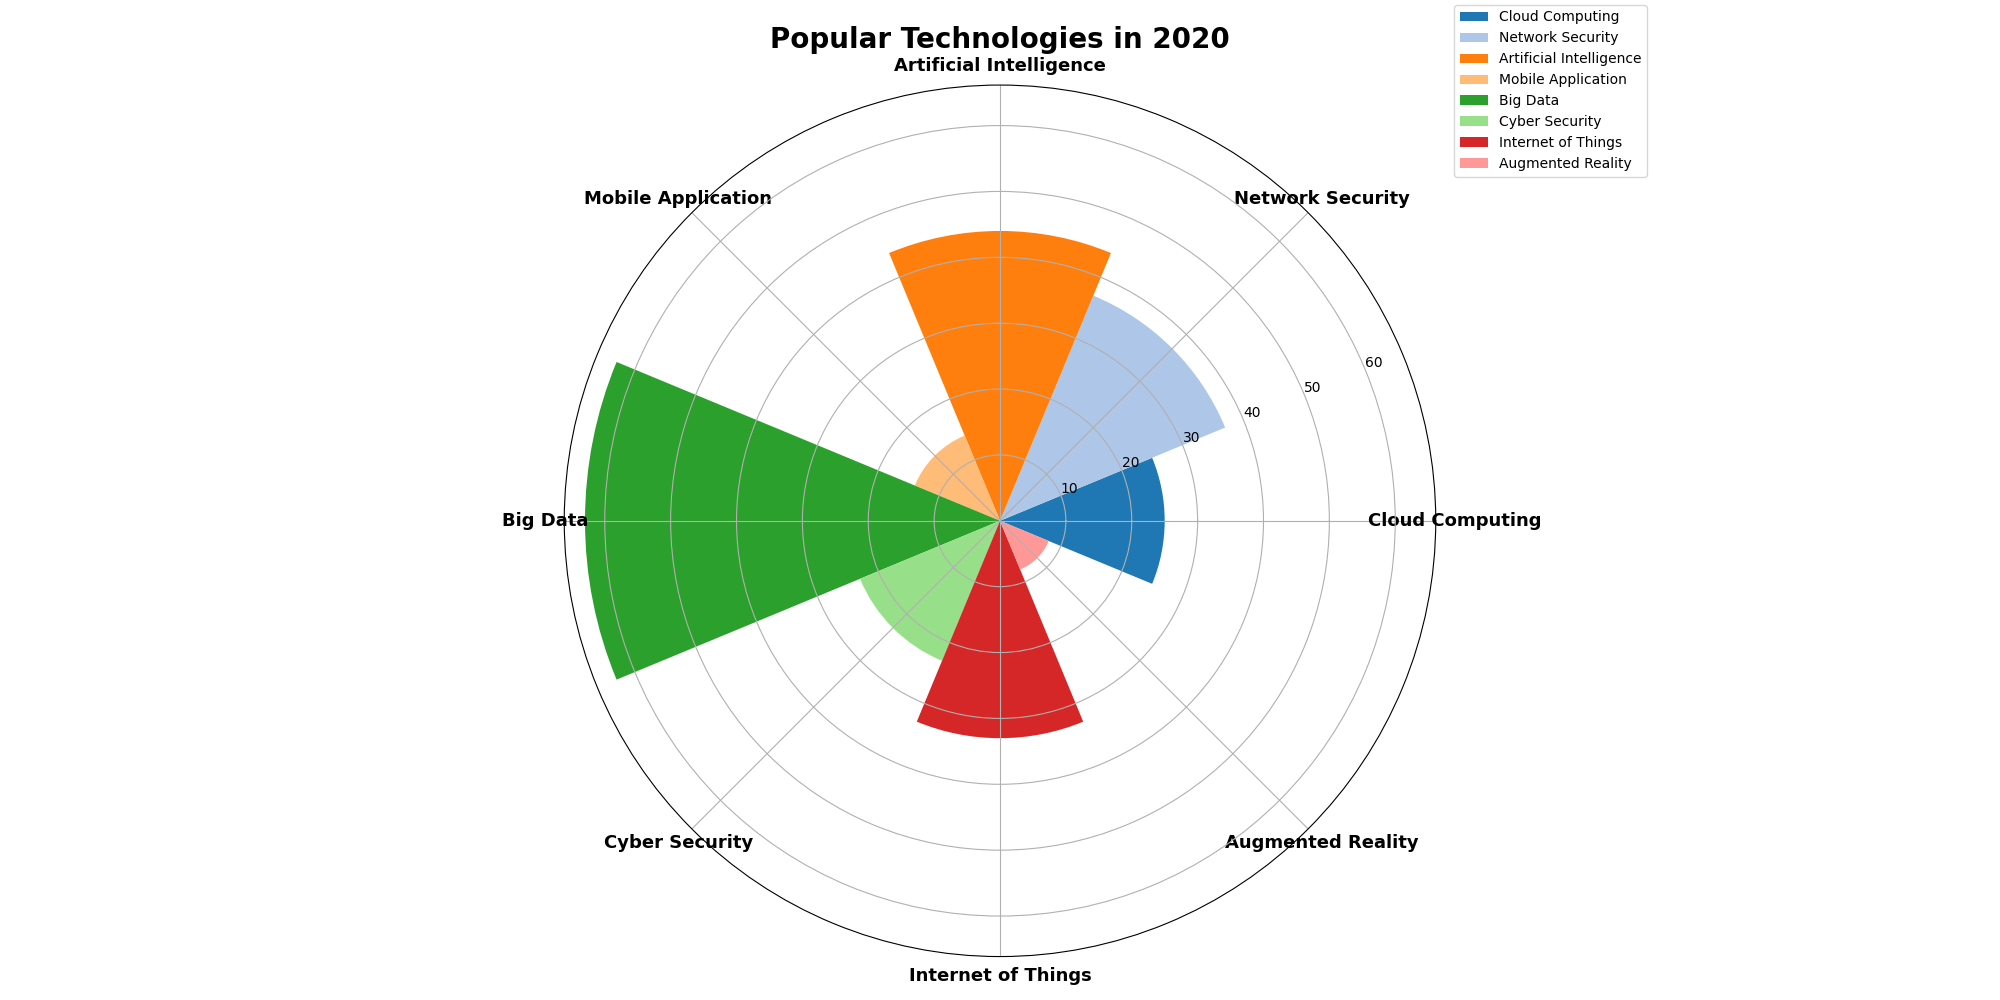 Popular Technologies in 2020
Cloud Computing
Network Security
Artificial Intelligence
Mobile Application
Big Data
Cyber Security
Internet of Things
Augmented Reality
Artificial Intelligence
Mobile Application
Network Security
60
50
40
30
20
10
Big Data
Cloud Computing
Cyber Security
Augmented Reality
Internet of Things